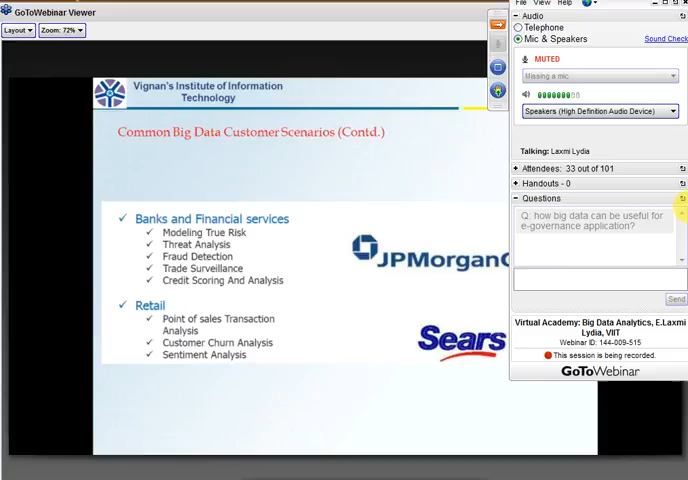 GoToWebinar Viewer
Layout
Zoom: 72%
Vignan's Institute of Information
Technology
Common Big Data Customer Scenarios (Contd.)
Banks and Financial services
Modeling True Risk
Threat Analysis
Fraud Detection
Trade Surveillance
Credit Scoring And Analysis
JPMorganC
Retail
Point of sales Transaction
Analysis
Customer Churn Analysis
Sentiment Analysis
Sears
File View Help
Audio
Telephone
Mic & Speakers
Sound Check
MUTED
Missing a mic
Speakers (High Definition Audio Device)
Talking: Laxmi Lydia
Attendees: 33 out of 101
Handouts - 0
Questions
Q: how big data can be useful for
e-governance application?
Send
Virtual Academy: Big Data Analytics, E.Laxmi
Lydia, VIIT
Webinar ID: 144-009-515
This session is being recorded.
GoToWebinar